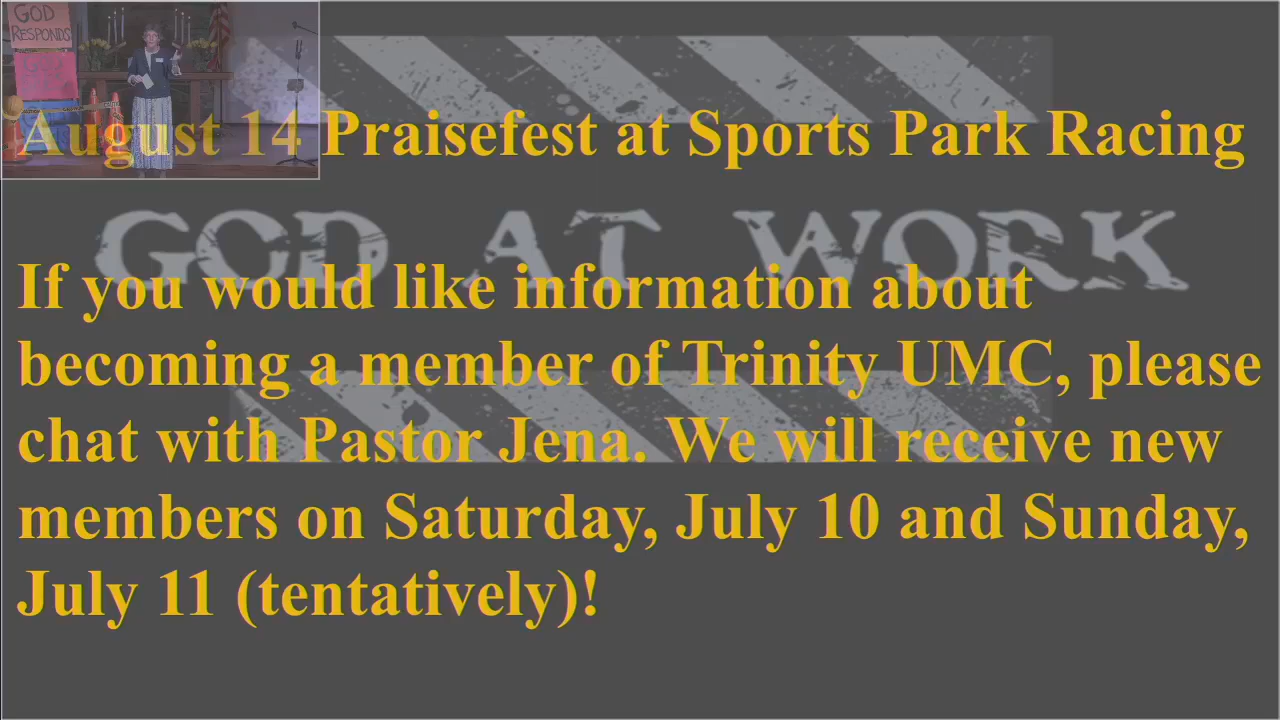 GOD
RESPONDS
August 14 Praisefest at Sports Park Racing
GOD AT WORK
If you would like information about
becoming a member of Trinity UMC, please
chat with Pastor Jena. We will receive new
members on Saturday, July 10 and Sunday,
July 11 (tentatively)!